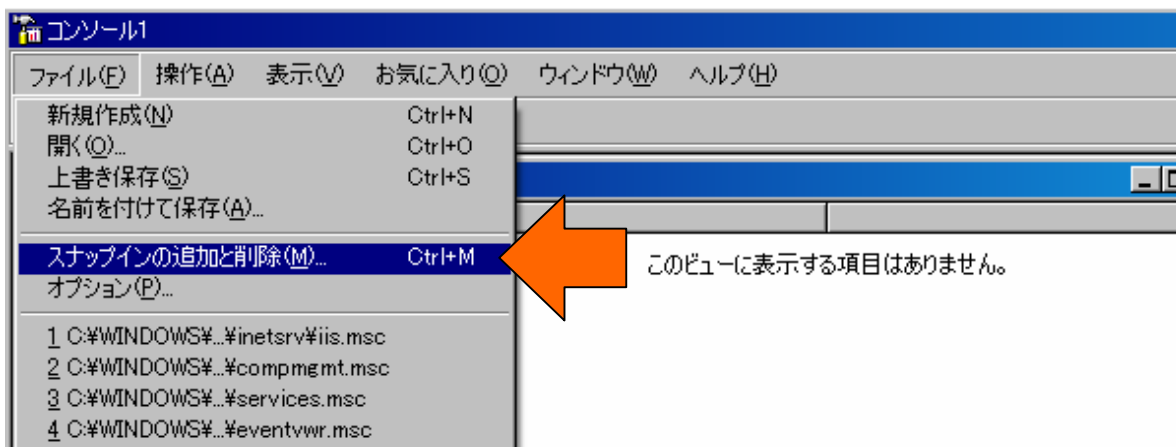 コンソール1
ファイル(F) 操作(A) 表示(V) お気に入り(O) ウィンドウ(W) ヘルプ(H)
新規作成(N) Ctrl+N
開く(O)...
Ctrl+O
上書き保存(S) Ctrl+S
名前を付けて保存(A)...
スナップインの追加と削除(M)... Ctrl+M
このビューに表示する項目はありません。
オプション(P)...
1 C:¥WINDOWS¥...¥inetsrv¥iis.msc
2 C:¥WINDOWS¥...¥compmgmt.msc
3 C:¥WINDOWS¥...¥services.msc
4 C:¥WINDOWS¥...¥eventvwr.msc